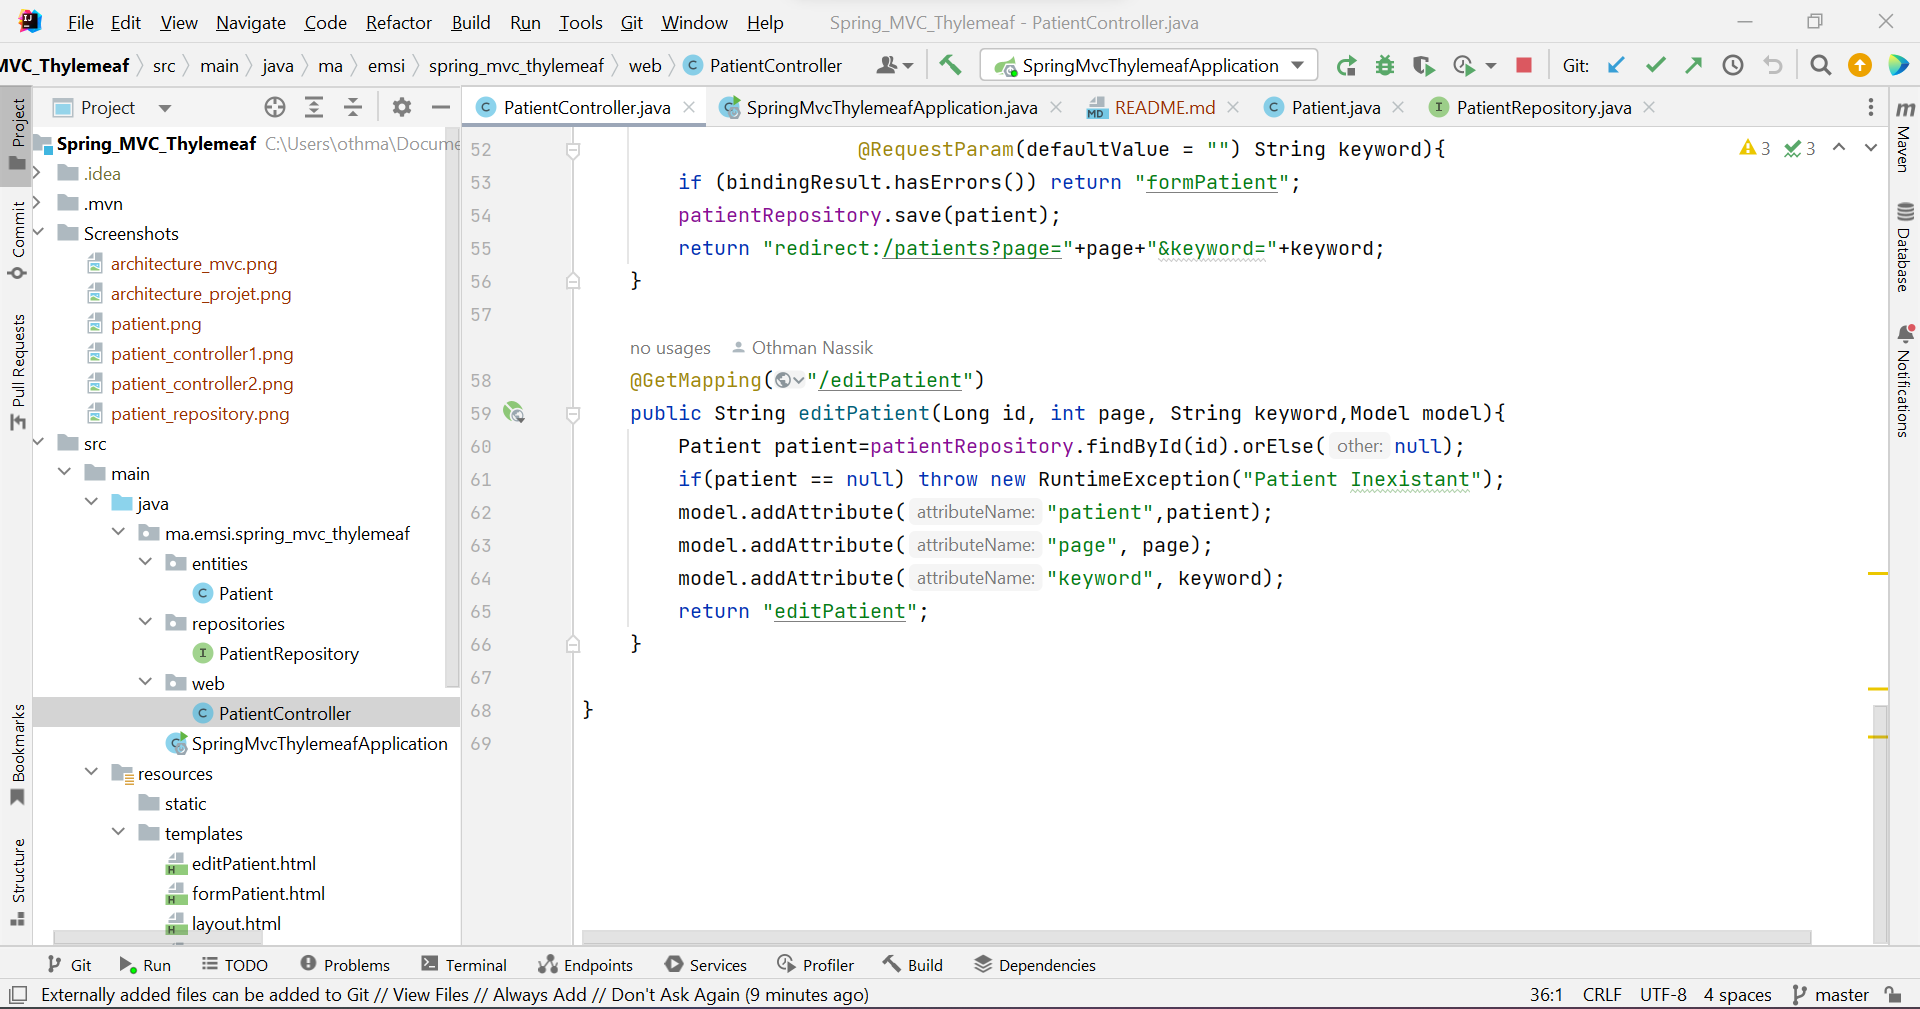 File Edit View Navigate Code Refactor Build Run Tools Git Window Help Spring_MVC_Thylemeaf - PatientController.java
MVC_Thylemeaf src main java ma emsi spring_mvc_thylemeaf web PatientController SpringMvcThylemeafApplication Git:
Project PatientController.java SpringMvcThylemeafApplication.java README.md Patient.java PatientRepository.java
Project
Commit
Pull Requests
Bookmarks
Structure
Spring_MVC_Thylemeaf C:\Users\othma\Docume
.idea
.mvn
Screenshots
architecture_mvc.png
architecture_projet.png
patient.png
patient_controller1.png
patient_controller2.png
patient_repository.png
src
main
java
ma.emsi.spring_mvc_thylemeaf
entities
Patient
repositories
PatientRepository
web
PatientController
SpringMvcThylemeafApplication
resources
static
templates
editPatient.html
formPatient.html
layout.html
52 @RequestParam(defaultValue = "") String keyword){ 3 3
53 if (bindingResult.hasErrors()) return "formPatient";
54 patientRepository.save(patient);
55 return "redirect:/patients?page="+page+"&keyword="+keyword;
56 }
57
no usages Othman Nassik
58 @GetMapping("/editPatient")
59 public String editPatient(Long id, int page, String keyword,Model model){
60 Patient patient=patientRepository.findById(id).orElse( other: null);
61 if(patient == null) throw new RuntimeException("Patient Inexistant");
62 model.addAttribute( attributeName: "patient",patient);
63 model.addAttribute( attributeName: "page", page);
64 model.addAttribute( attributeName: "keyword", keyword);
65 return "editPatient";
66 }
67
68 }
69
m Maven
Database
Notifications
Git Run TODO Problems Terminal Endpoints Services Profiler Build Dependencies
Externally added files can be added to Git // View Files // Always Add // Don't Ask Again (9 minutes ago) 36:1 CRLF UTF-8 4 spaces master